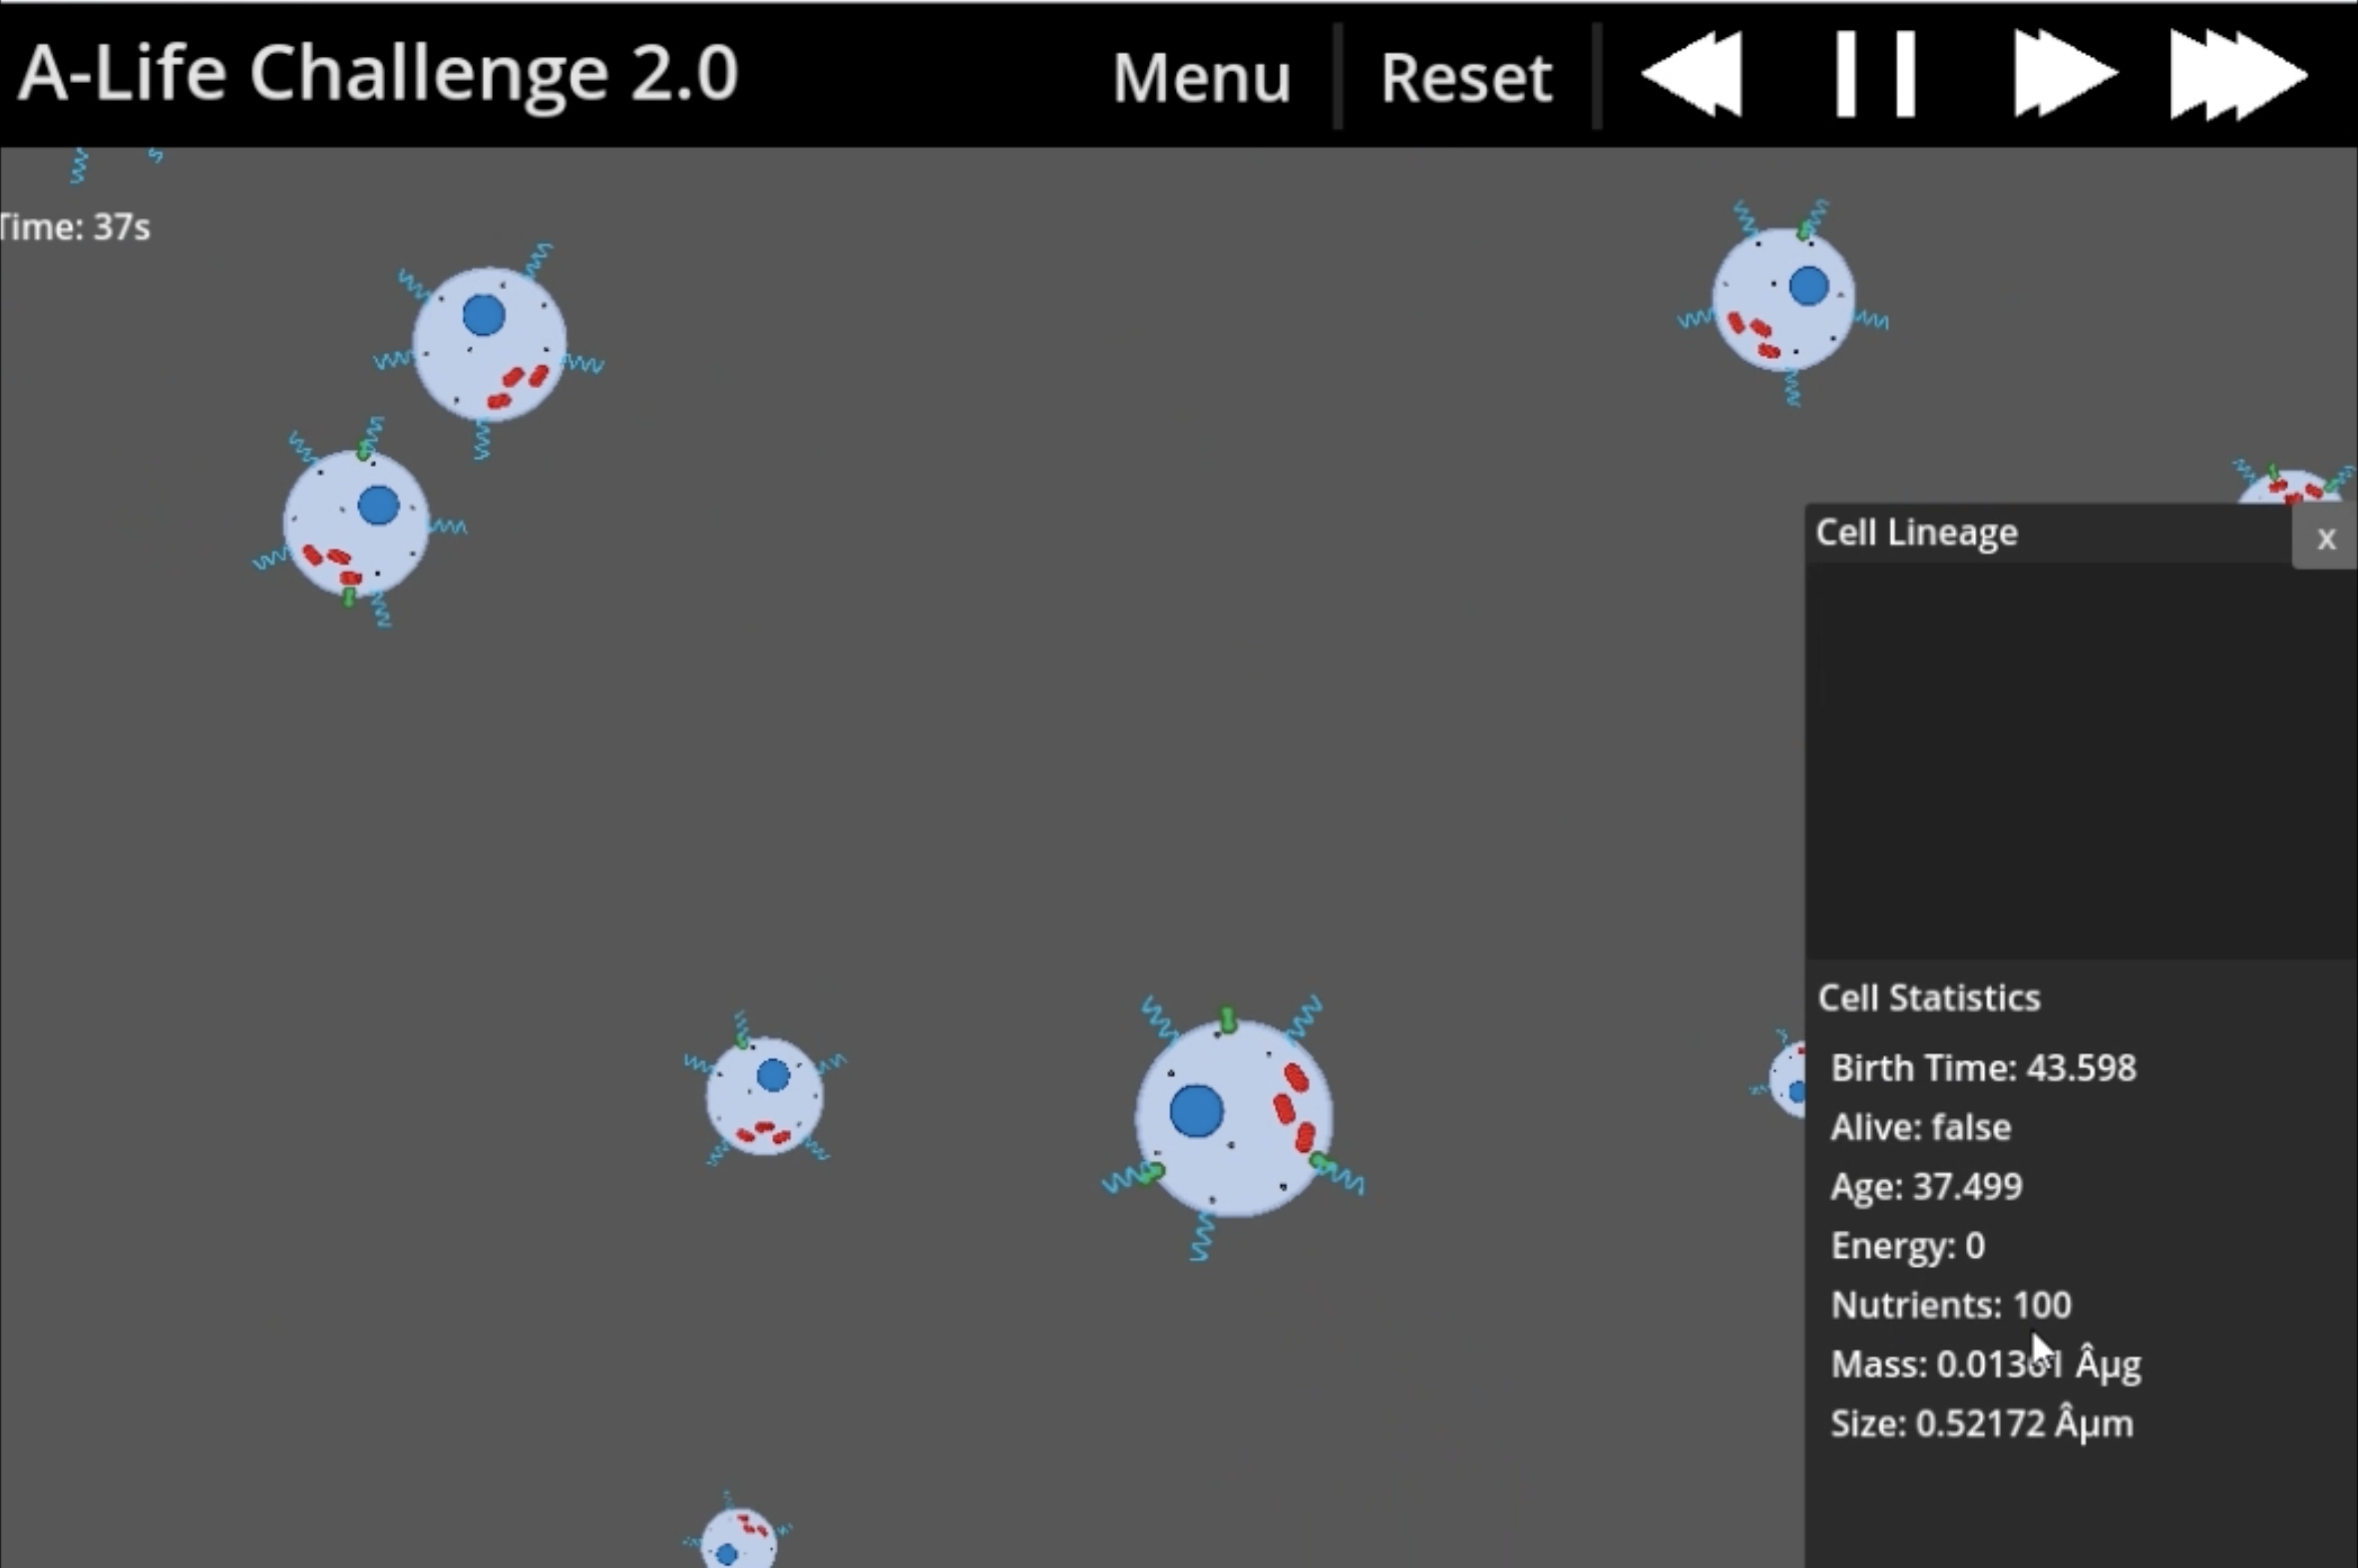 A-Life Challenge 2.0 Menu Reset
Time: 37s
Cell Lineage x
Cell Statistics
Birth Time: 43.598
Alive: false
Age: 37.499
Energy: 0
Nutrients: 100
Mass: Âµg
Size: 0.52172 Âµm